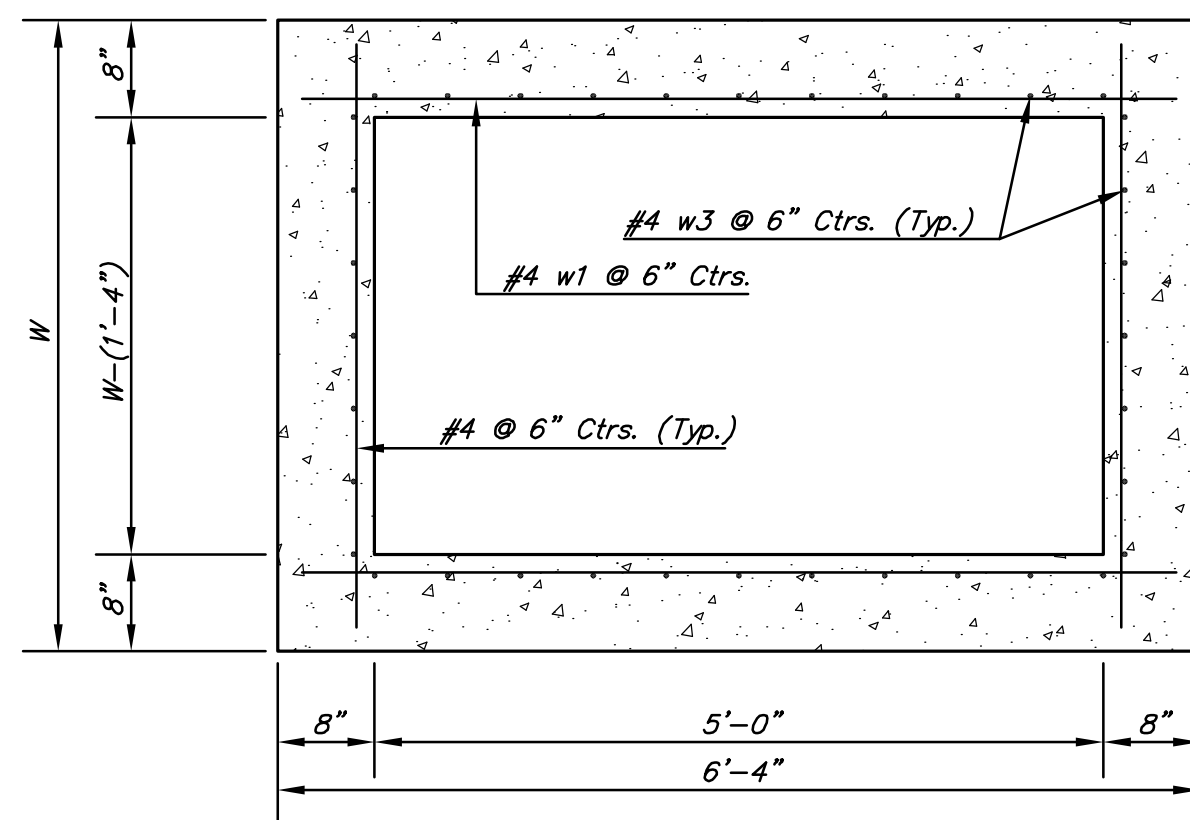 8”
W
W-(1’-4”)
8”
#4 w3 @ 6” Ctrs. (Typ.)
#4 w1 @ 6” Ctrs.
#4 @ 6” Ctrs. (Typ.)
8”
5’-0”
8”
6’-4”